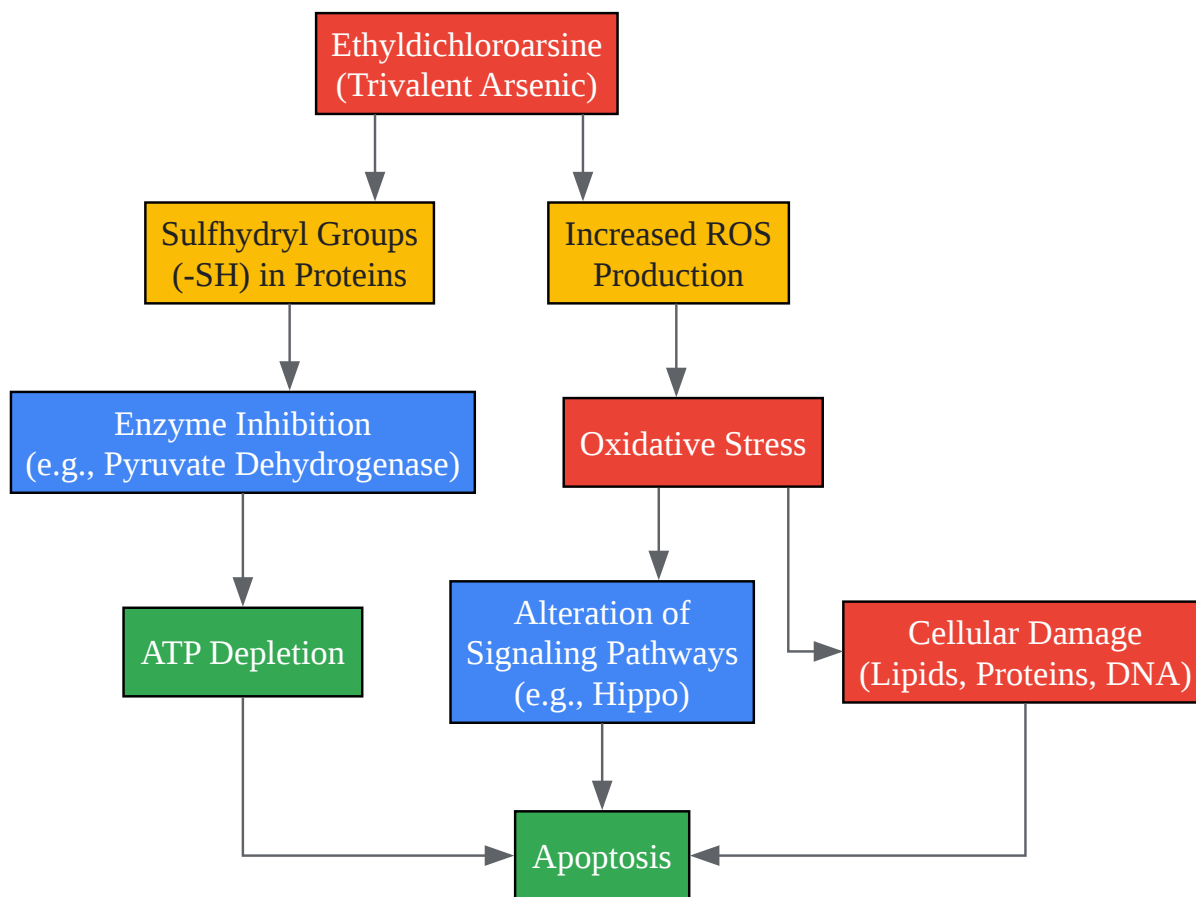 Ethyldichloroarsine
(Trivalent Arsenic)
Sulfhydryl Groups
(-SH) in Proteins
Increased ROS
Production
Enzyme Inhibition
(e.g., Pyruvate Dehydrogenase)
Oxidative Stress
ATP Depletion
Alteration of
Signaling Pathways
(e.g., Hippo)
Cellular Damage
(Lipids, Proteins, DNA)
Apoptosis